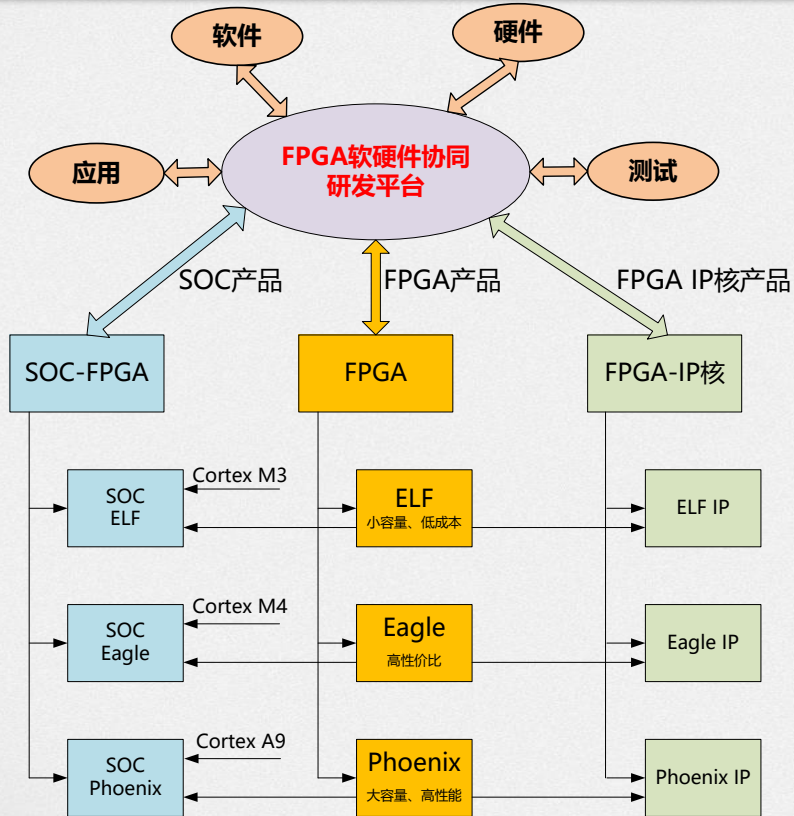 软件
硬件
应用
FPGA软硬件协同
研发平台
测试
SOC产品
FPGA产品
FPGA IP核产品
SOC-FPGA
FPGA
FPGA-IP核
Cortex M3
SOC
ELF
ELF
小容量、低成本
ELF IP
Cortex M4
SOC
Eagle
Eagle
高性价比
Eagle IP
Cortex A9
SOC
Phoenix
Phoenix
大容量、高性能
Phoenix IP